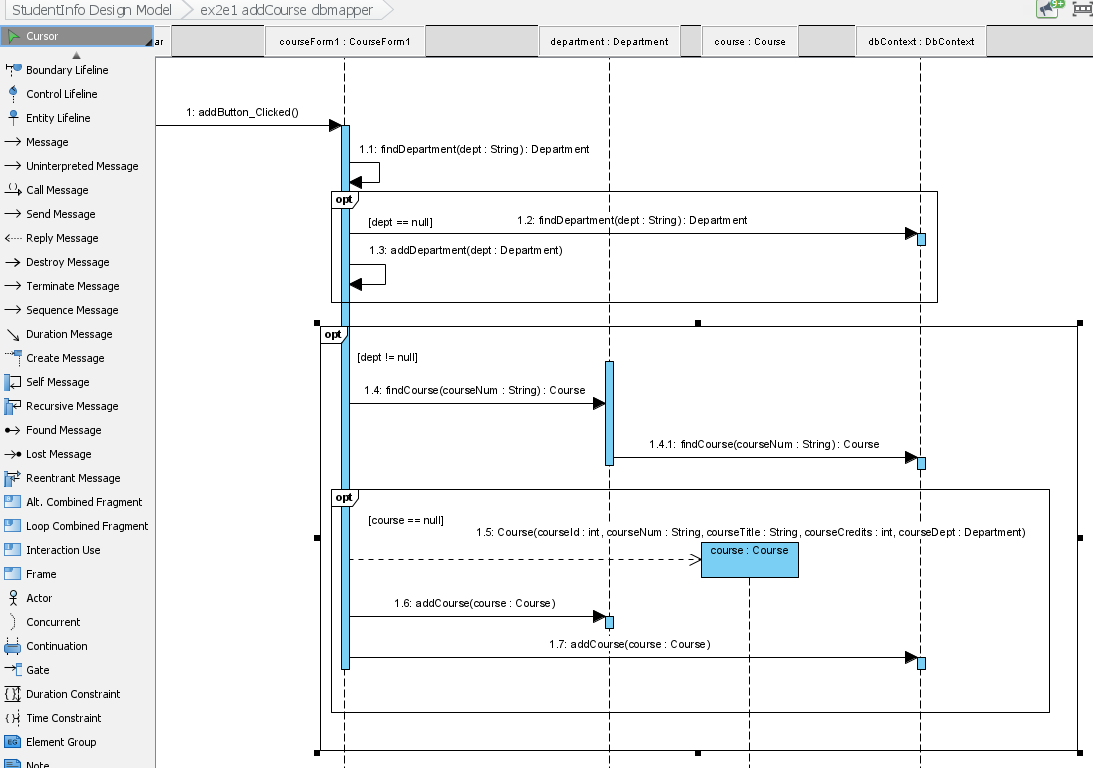 StudentInfo Design Model
ex2e1 addCourse dbmapper
9+
Cursor
Boundary Lifeline
Control Lifeline
Entity Lifeline
Message
Uninterpreted Message
Call Message
Send Message
Reply Message
Destroy Message
Terminate Message
Sequence Message
Duration Message
Create Message
Self Message
Recursive Message
Found Message
Lost Message
Reentrant Message
Alt. Combined Fragment
Loop Combined Fragment
Interaction Use
Frame
Actor
Concurrent
Continuation
Gate
Duration Constraint
Time Constraint
EG
Element Group
Note
ar
courseForm1 : CourseForm1
department : Department
course : Course
dbContext : DbContext
1: addButton_Clicked()
1.1: findDepartment(dept : String) : Department
opt
[dept == null]
1.2: findDepartment(dept : String) : Department
1.3: addDepartment(dept : Department)
opt
[dept != null]
1.4: findCourse(courseNum : String) : Course
1.4.1: findCourse(courseNum : String) : Course
opt
[course == null]
1.5: Course(courseId : int, courseNum : String, courseTitle : String, courseCredits : int, courseDept : Department)
course : Course
1.6: addCourse(course : Course)
1.7: addCourse(course : Course)